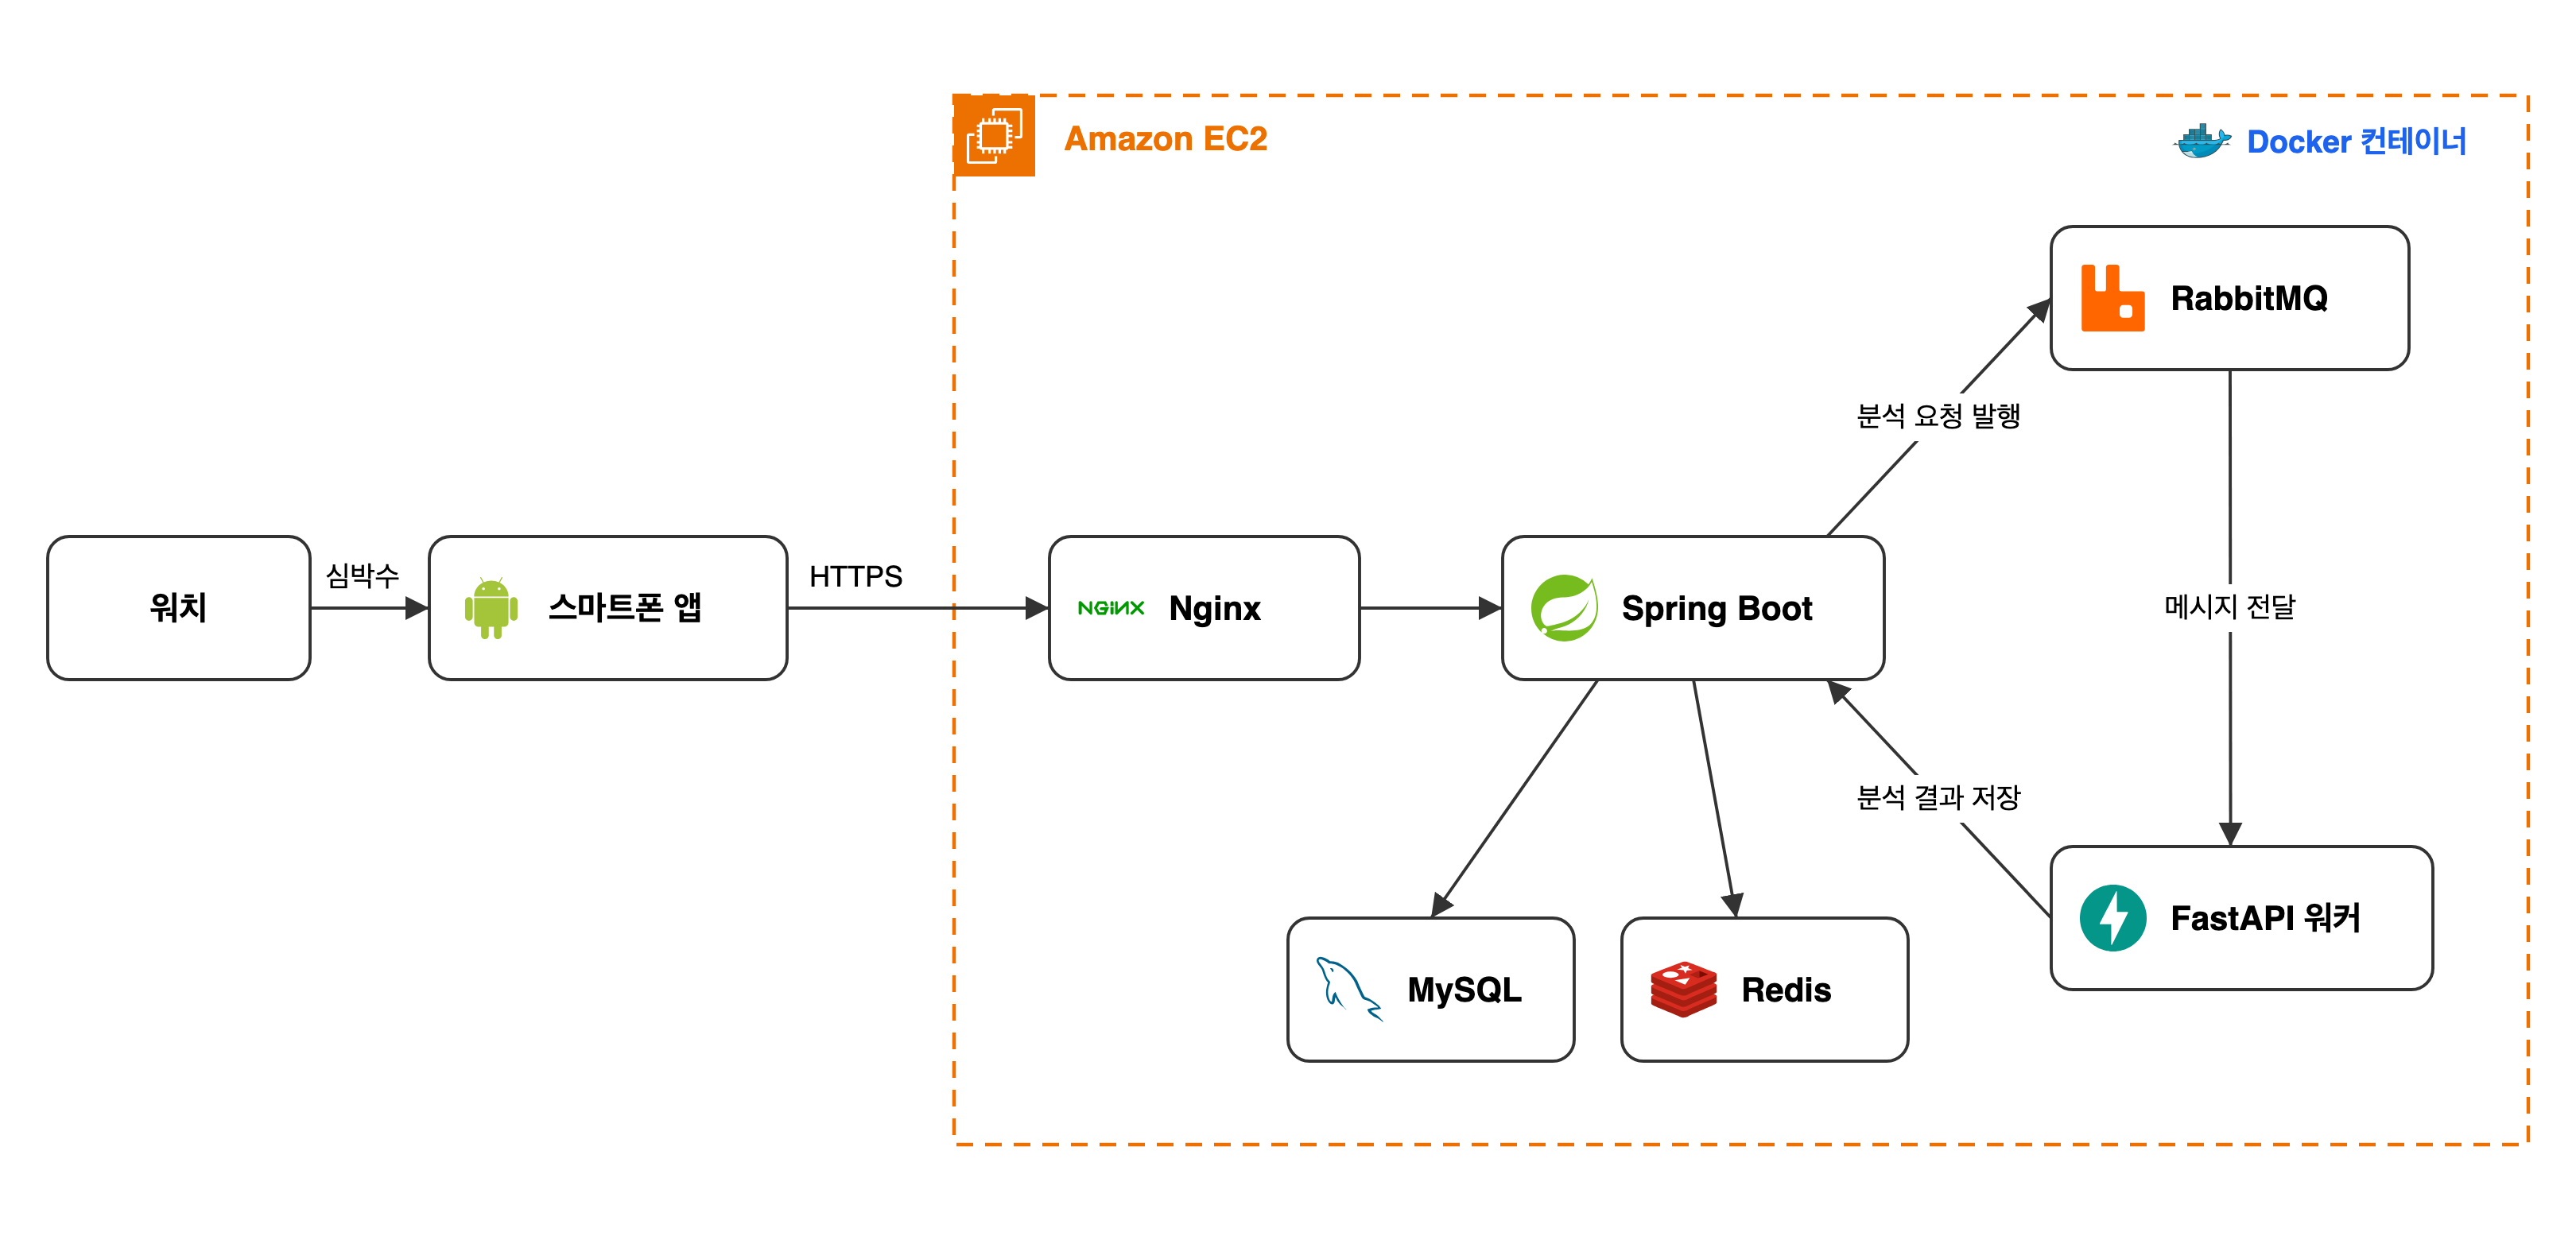 Amazon EC2
Docker 컨테이너
RabbitMQ
분석 요청 발행
워치
심박수
스마트폰 앱
HTTPS
NGINX
Nginx
Spring Boot
메시지 전달
분석 결과 저장
FastAPI 워커
MySQL
Redis